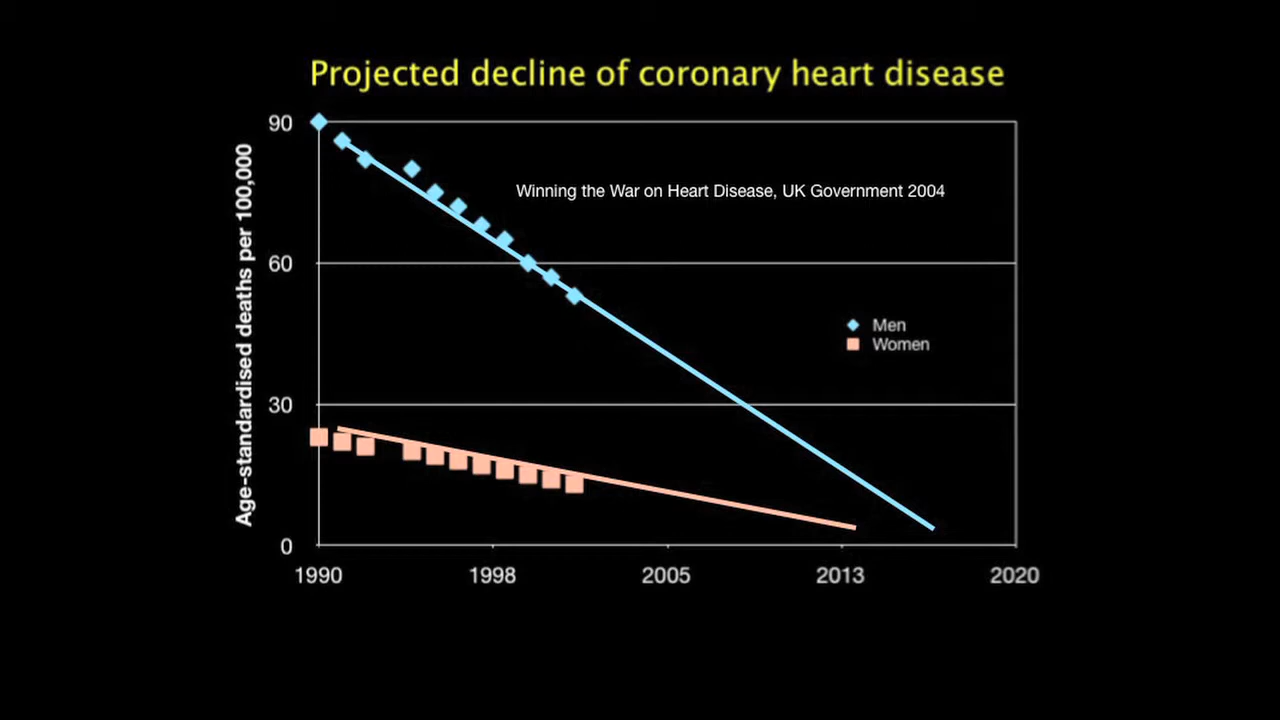 Projected decline of coronary heart disease
90
60
30
0
Age-standardised deaths per 100,000
Winning the War on Heart Disease, UK Government 2004
Men
Women
1990 1998 2005 2013 2020